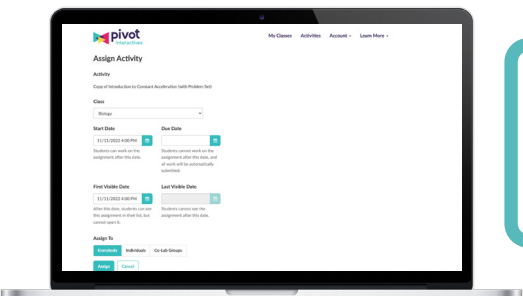 pivot
interactives
My Classes Activities Account Learn More
Assign Activity
Activity
Copy of Introduction to Constant Acceleration (with Problem Set)
Class
Biology
Start Date Due Date
11/11/2022 4:00 PM
Students can work on the Students cannot work on the
assignment after this date. assignment after this date, and
all work will be automatically
submitted.
First Visible Date Last Visible Date
11/11/2022 4:00 PM
After this date, students can see Students cannot see the
this assignment in their list, but assignment after this date.
cannot open it.
Assign To
Everybody Individuals Co-Lab Groups
Assign Cancel